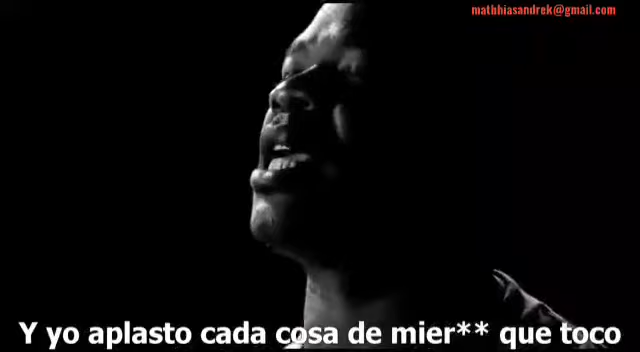 mathhiasandrek@gmail.com
Y yo aplasto cada cosa de mier** que toco